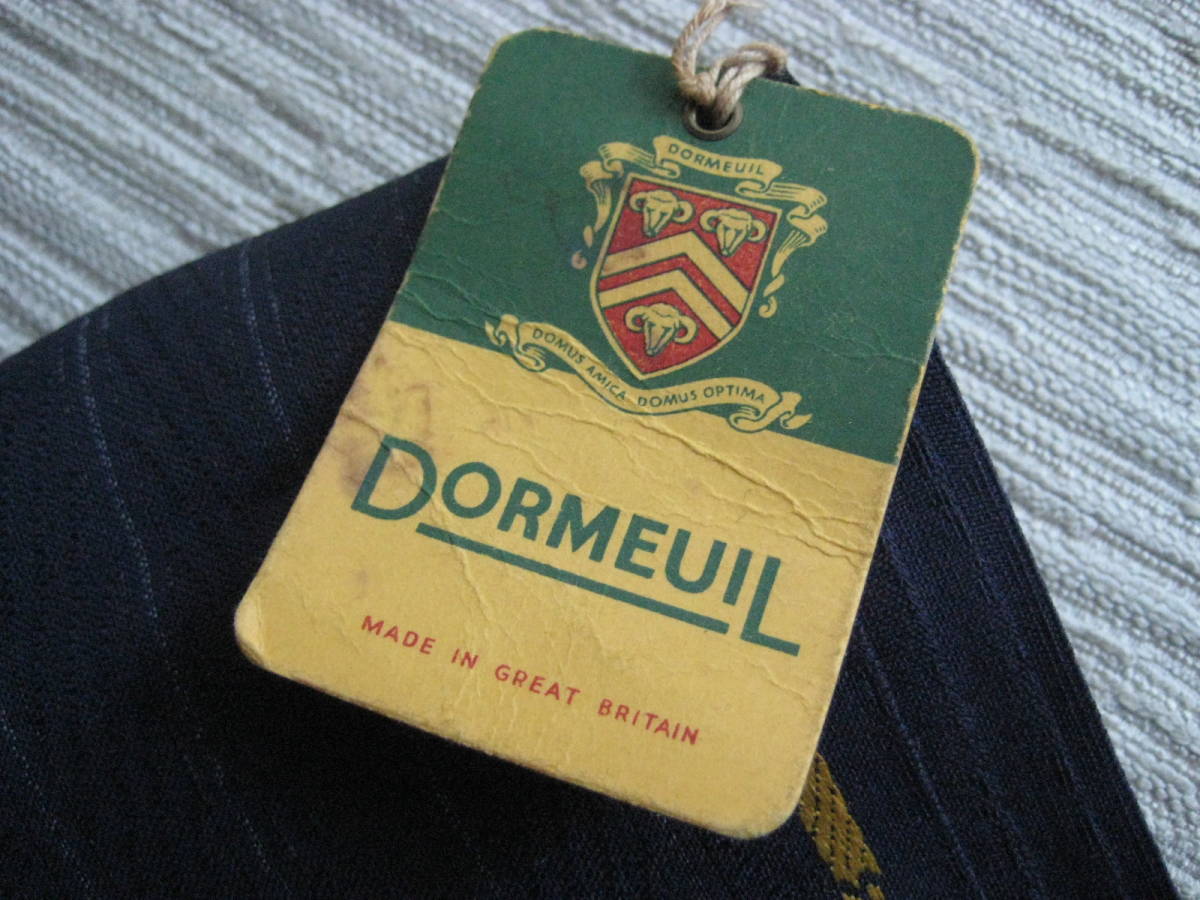 DORMEUIL
DOMUS AMICA DOMUS OPTIMA
DORMEUIL
MADE IN GREAT BRITAIN